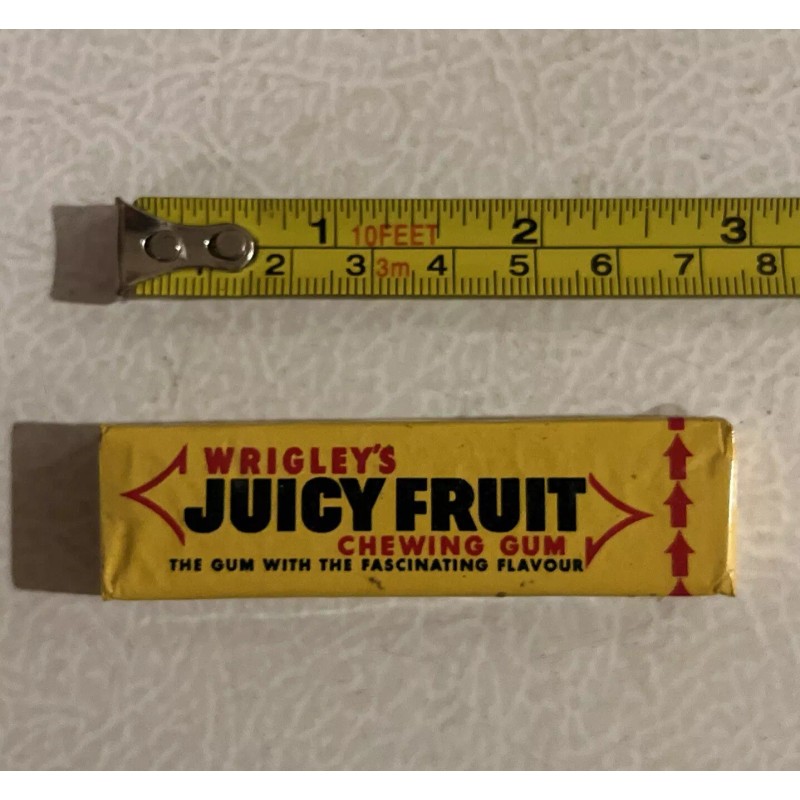 1 10FEET 2 3
2 3 3m 4 5 6 7 8
WRIGLEY'S
JUICY FRUIT
CHEWING GUM
THE GUM WITH THE FASCINATING FLAVOUR